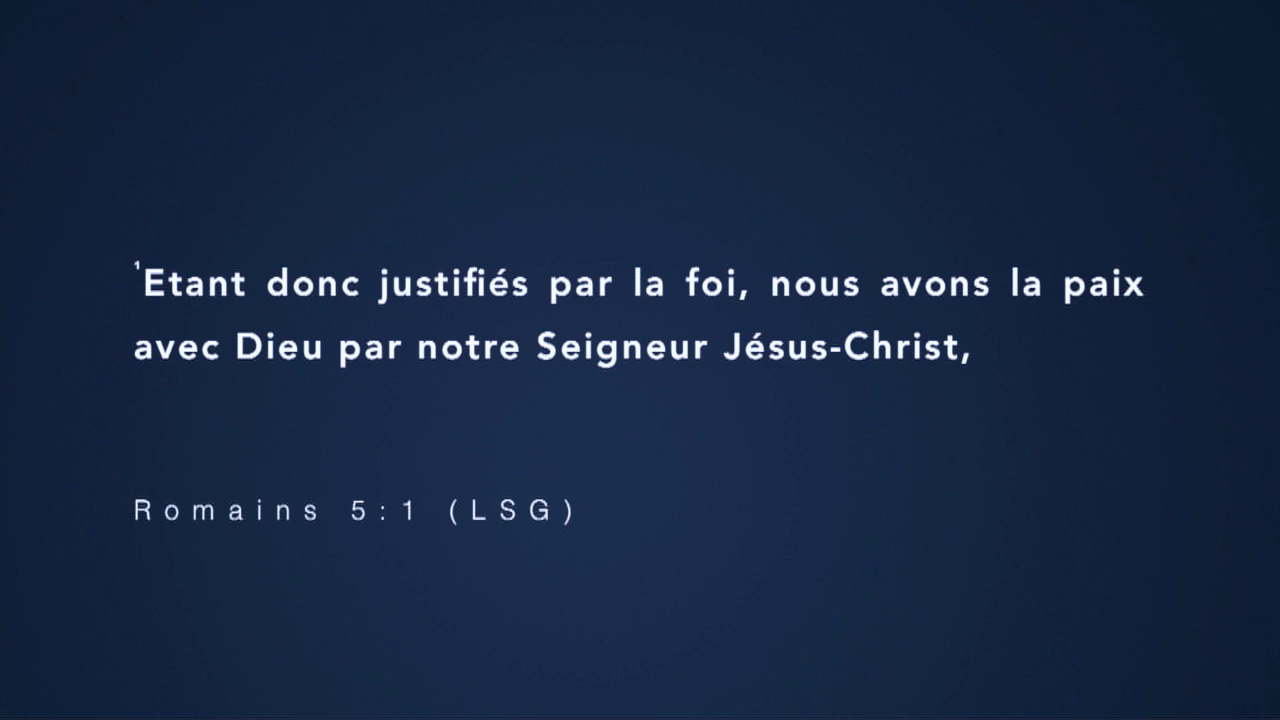 ¹Etant donc justifiés par la foi, nous avons la paix
avec Dieu par notre Seigneur Jésus-Christ,
Romains 5:1 (LSG)